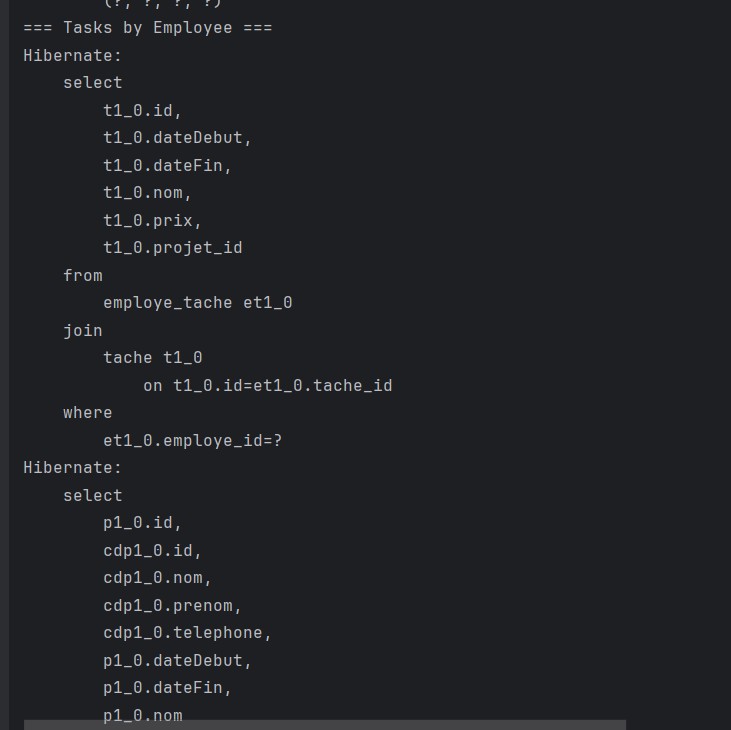 (?, ?, ?, ?)
=== Tasks by Employee ===
Hibernate:
    select
        t1_0.id,
        t1_0.dateDebut,
        t1_0.dateFin,
        t1_0.nom,
        t1_0.prix,
        t1_0.projet_id
    from
        employe_tache et1_0
    join
        tache t1_0
            on t1_0.id=et1_0.tache_id
    where
        et1_0.employe_id=?
Hibernate:
    select
        p1_0.id,
        cdp1_0.id,
        cdp1_0.nom,
        cdp1_0.prenom,
        cdp1_0.telephone,
        p1_0.dateDebut,
        p1_0.dateFin,
        p1_0.nom